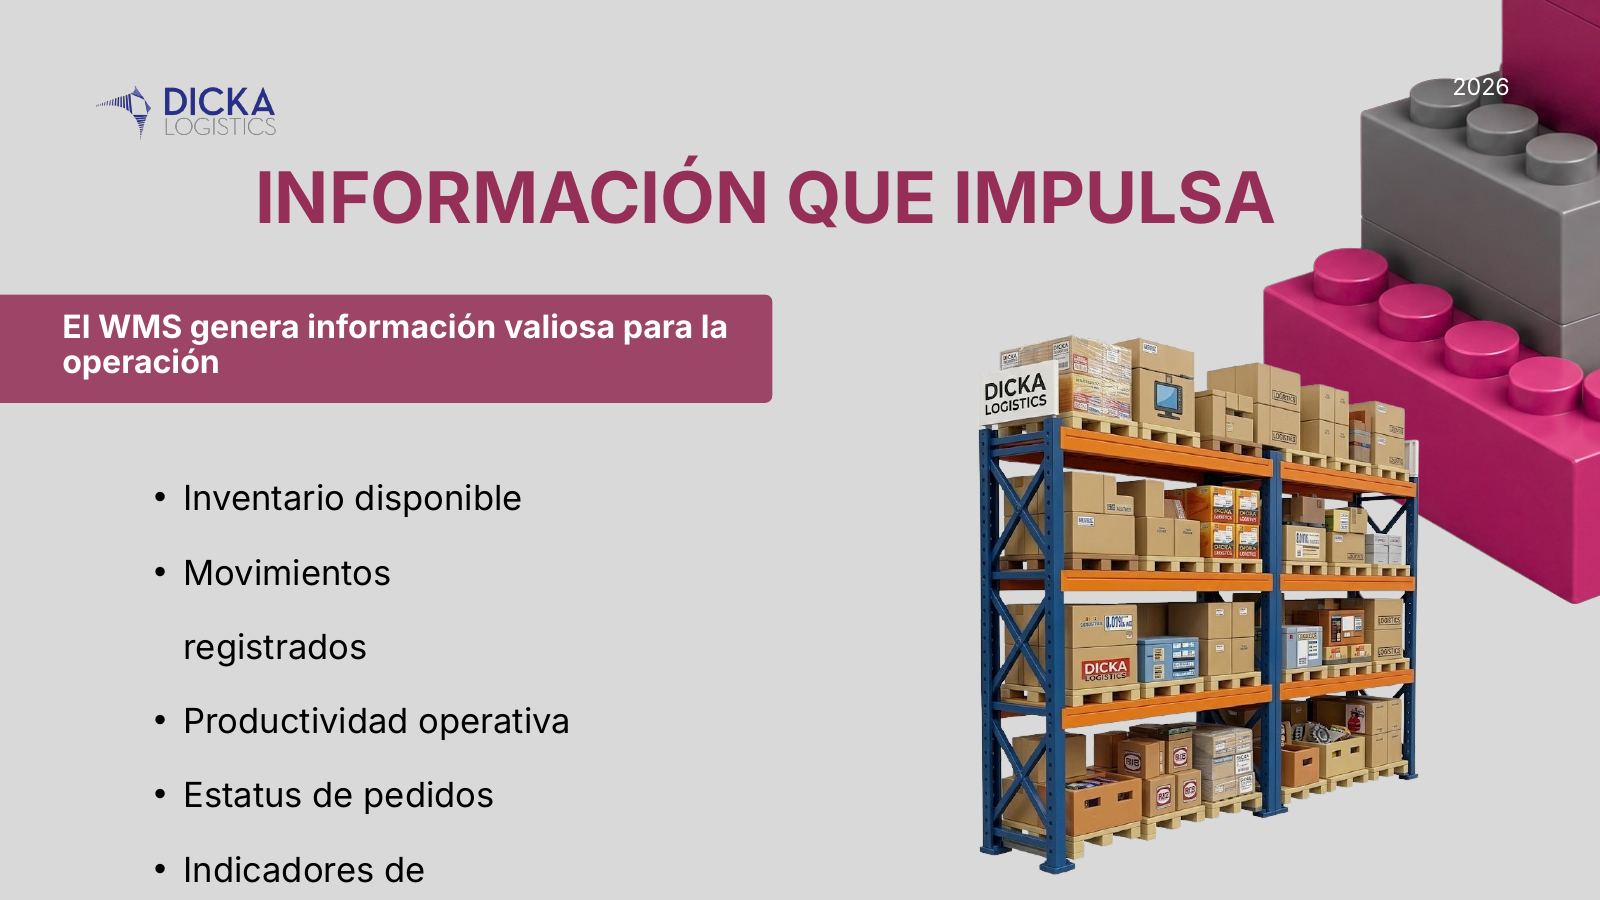 DICKA
LOGISTICS
2026
INFORMACIÓN QUE IMPULSA
El WMS genera información valiosa para la
operación
• Inventario disponible
• Movimientos
registrados
• Productividad operativa
• Estatus de pedidos
• Indicadores de
DICKA
LOGISTICS
DICKA
LOGISTICS